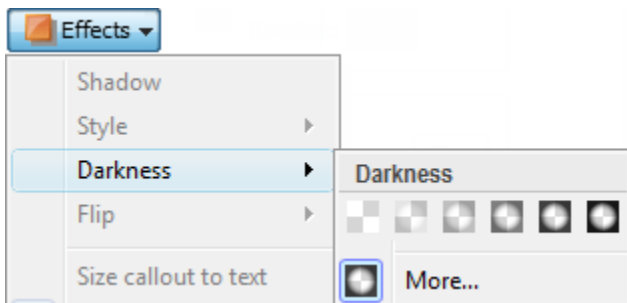 Effects
Shadow
Style
Darkness
Darkness
Flip
Size callout to text
More...